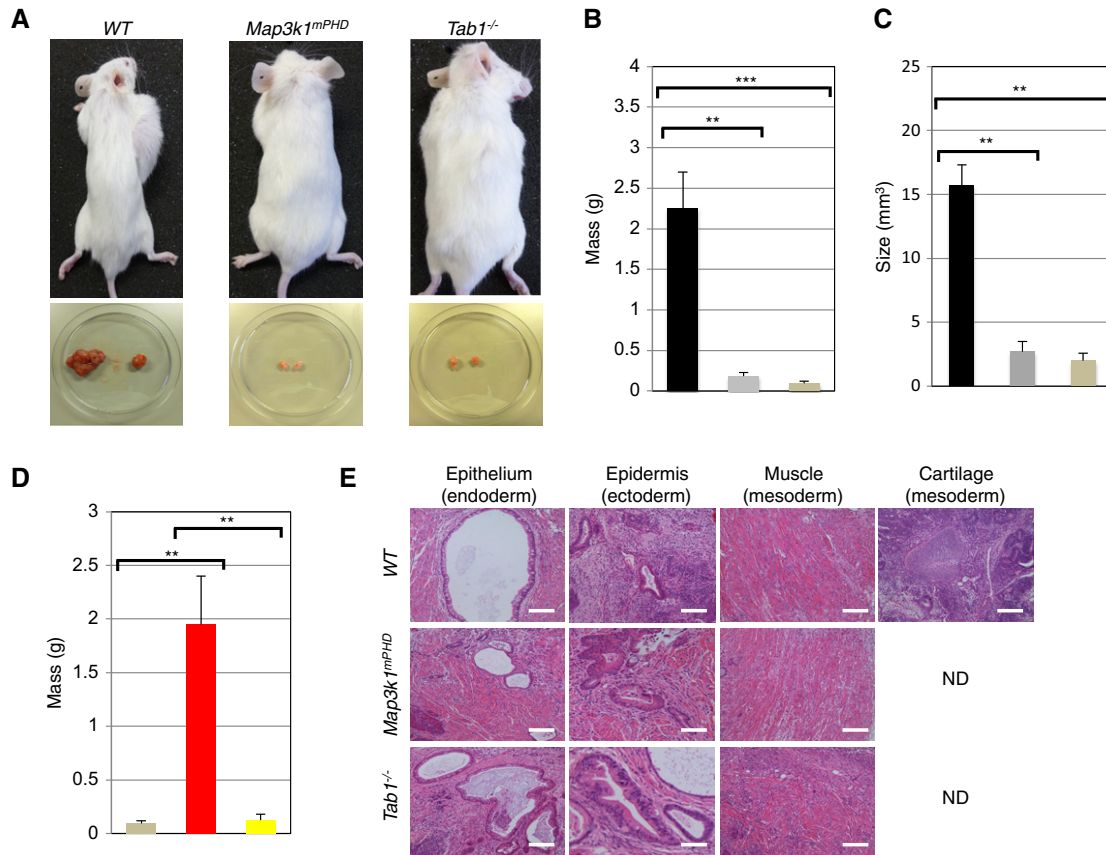 A
WT
Map3k1mPHD
Tab1-/-
B
4
3.5
3
2.5
2
1.5
1
0.5
0
Mass (g)
***
**
C
25
20
15
10
5
0
Size (mm3)
**
**
D
3
2.5
2
1.5
1
0.5
0
Mass (g)
**
**
E
Epithelium
(endoderm)
Epidermis
(ectoderm)
Muscle
(mesoderm)
Cartilage
(mesoderm)
WT
Map3k1mPHD
ND
Tab1-/-
ND